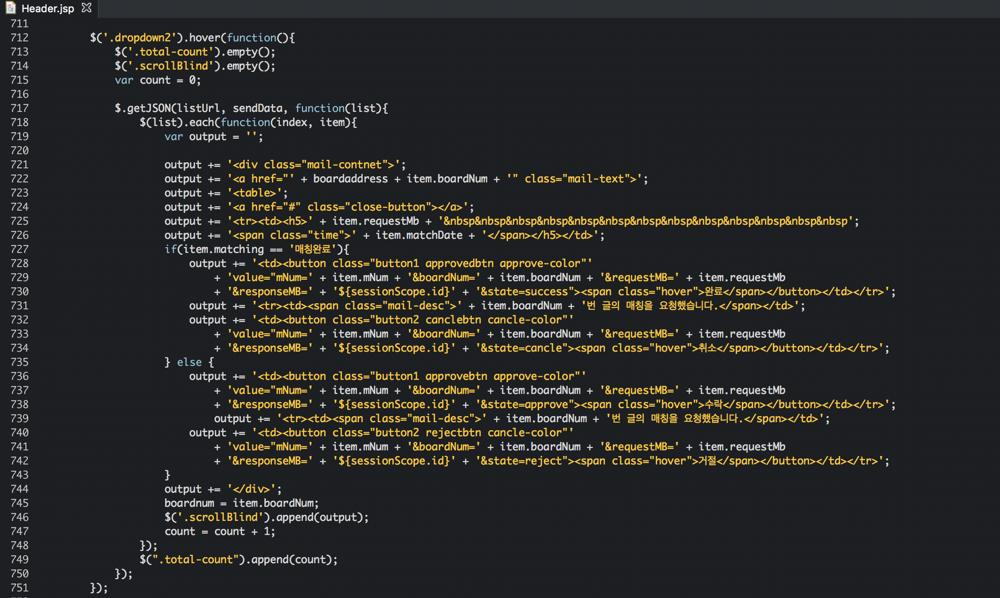 Header.jsp
711
712 $('.dropdown2').hover(function(){
713 $('.total-count').empty();
714 $('.scrollBlind').empty();
715 var count = 0;
716
717 $.getJSON(listUrl, sendData, function(list){
718 $(list).each(function(index, item){
719 var output = '';
720
721 output += '<div class="mail-contnet">';
722 output += '<a href="' + boardaddress + item.boardNum + '" class="mail-text">';
723 output += '<table>';
724 output += '<a href="#" class="close-button"></a>';
725 output += '<tr><td><h5>' + item.requestMb + '&nbsp&nbsp&nbsp&nbsp&nbsp&nbsp&nbsp&nbsp&nbsp&nbsp&nbsp&nbsp&nbsp';
726 output += '<span class="time">' + item.matchDate + '</span></h5></td>';
727 if(item.matching == '매칭완료'){
728 output += '<td><button class="button1 approvedbtn approve-color"'
729 + 'value="mNum=' + item.mNum + '&boardNum=' + item.boardNum + '&requestMB=' + item.requestMb
730 + '&responseMB=' + '${sessionScope.id}' + '&state=success"><span class="hover">완료</span></button></td></tr>';
731 output += '<tr><td><span class="mail-desc">' + item.boardNum + '번 글의 매칭을 요청했습니다.</span></td>';
732 output += '<td><button class="button2 canclebtn cancle-color"'
733 + 'value="mNum=' + item.mNum + '&boardNum=' + item.boardNum + '&requestMB=' + item.requestMb
734 + '&responseMB=' + '${sessionScope.id}' + '&state=cancle"><span class="hover">취소</span></button></td></tr>';
735 } else {
736 output += '<td><button class="button1 approvebtn approve-color"'
737 + 'value="mNum=' + item.mNum + '&boardNum=' + item.boardNum + '&requestMB=' + item.requestMb
738 + '&responseMB=' + '${sessionScope.id}' + '&state=approve"><span class="hover">수락</span></button></td></tr>';
739 output += '<tr><td><span class="mail-desc">' + item.boardNum + '번 글의 매칭을 요청했습니다.</span></td>';
740 output += '<td><button class="button2 rejectbtn cancle-color"'
741 + 'value="mNum=' + item.mNum + '&boardNum=' + item.boardNum + '&requestMB=' + item.requestMb
742 + '&responseMB=' + '${sessionScope.id}' + '&state=reject"><span class="hover">거절</span></button></td></tr>';
743 }
744 output += '</div>';
745 boardnum = item.boardNum;
746 $('.scrollBlind').append(output);
747 count = count + 1;
748 });
749 $(".total-count").append(count);
750 });
751 });